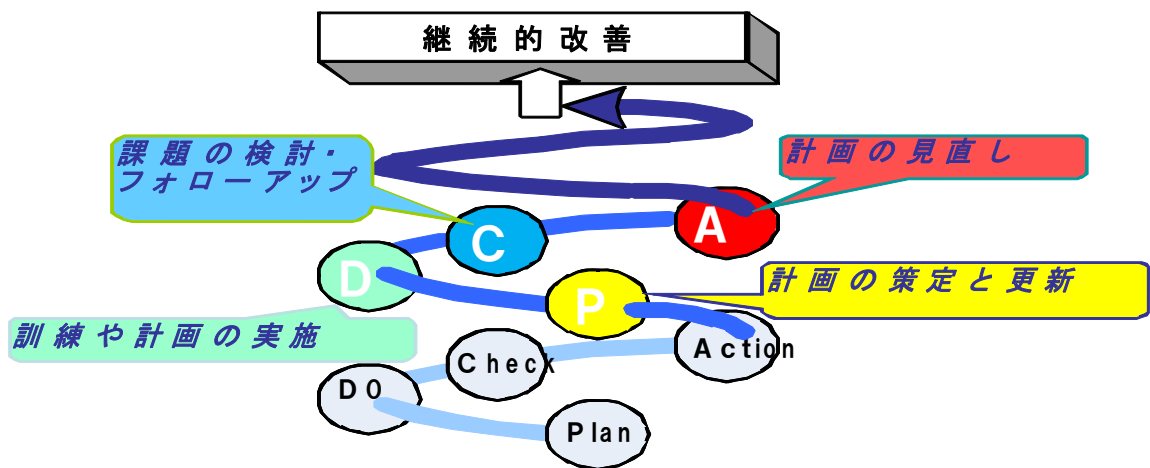 継続的改善
課題の検討・
フォローアップ
計画の見直し
C
A
D
P
計画の策定と更新
訓練や計画の実施
Check
Action
DO
Plan